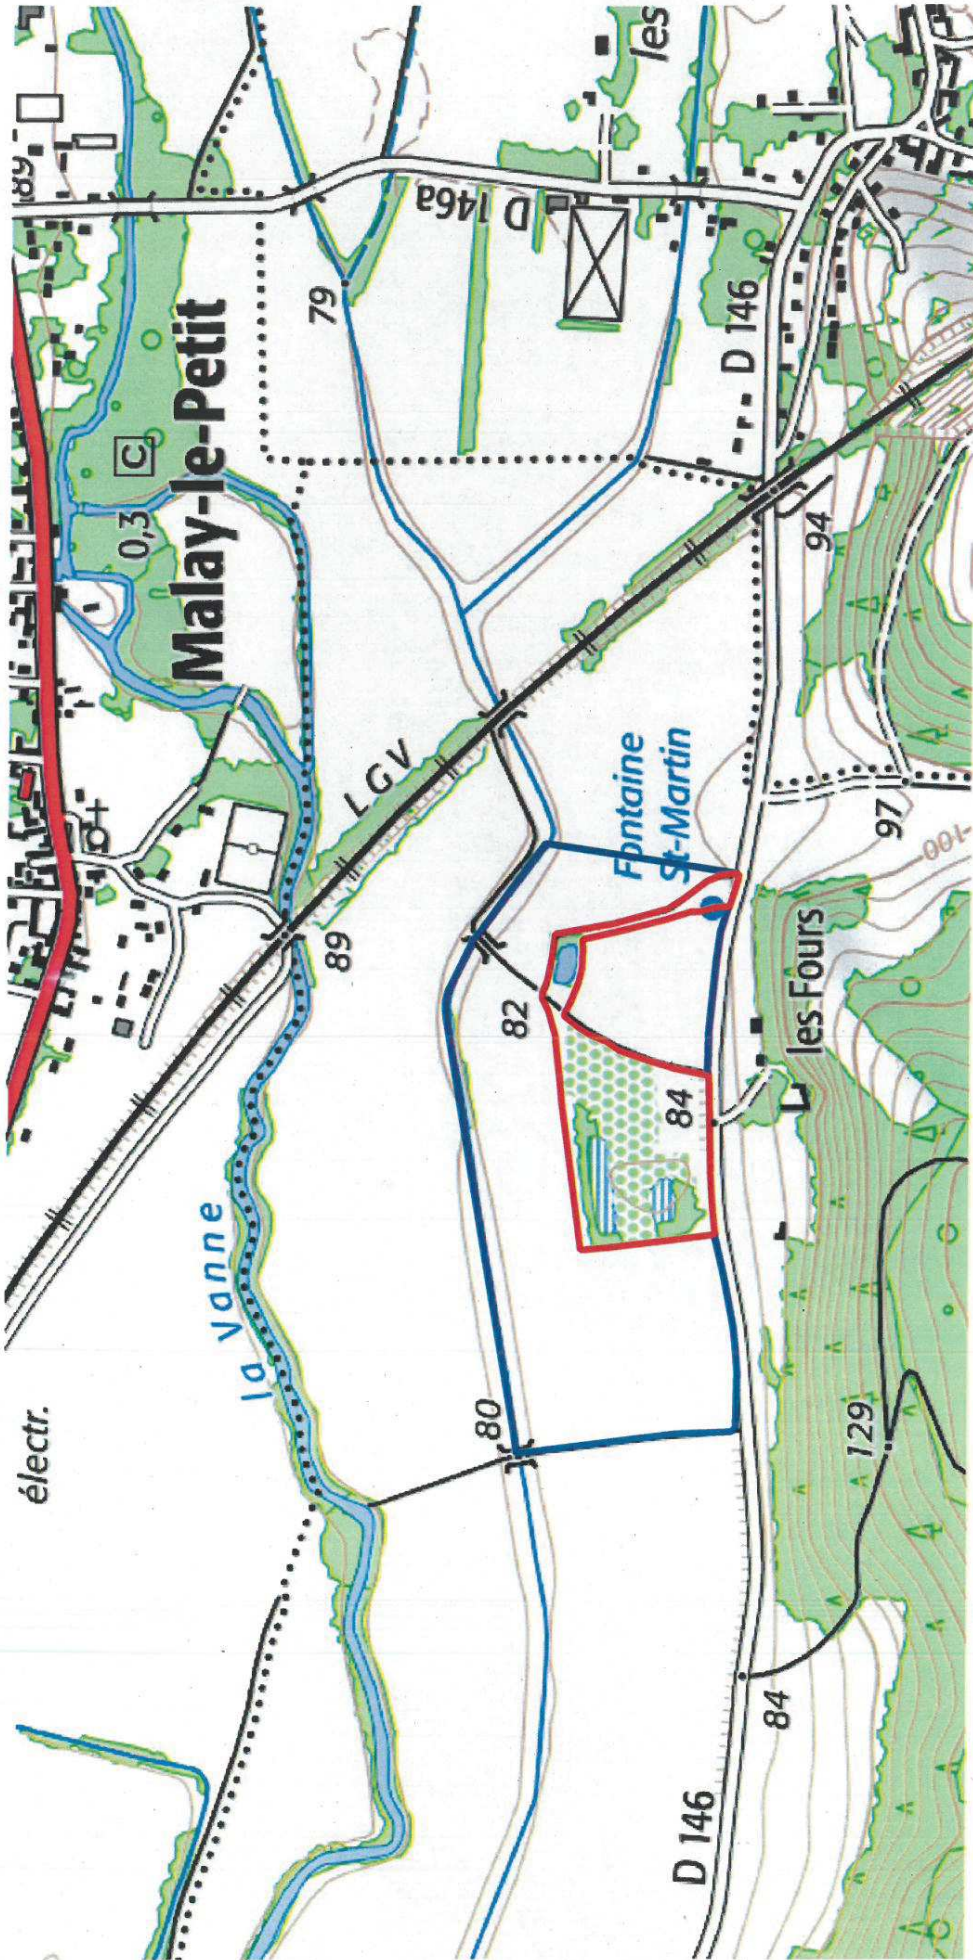 électr.
la Vanne
80
84
D 146
129
89
LGV
82
84
les Fours
Fontaine
St-Martin
97
100
94
Malay-le-Petit
0,3
C
79
D 146a
D 146
les
89